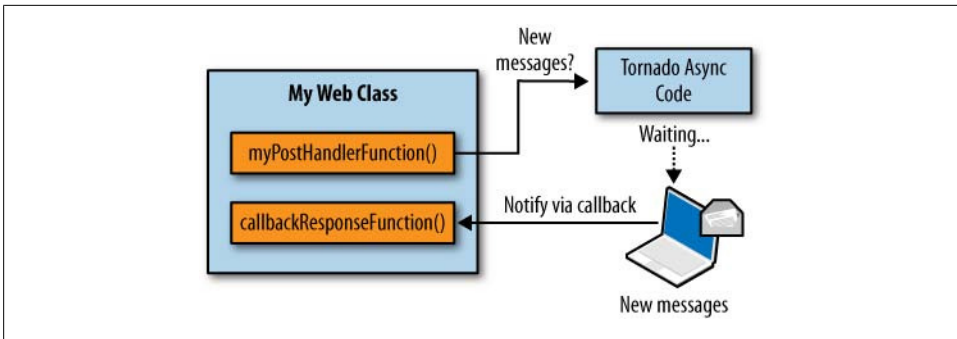 My Web Class
myPostHandlerFunction()
callbackResponseFunction()
New
messages?
Tornado Async
Code
Waiting...
Notify via callback
New messages